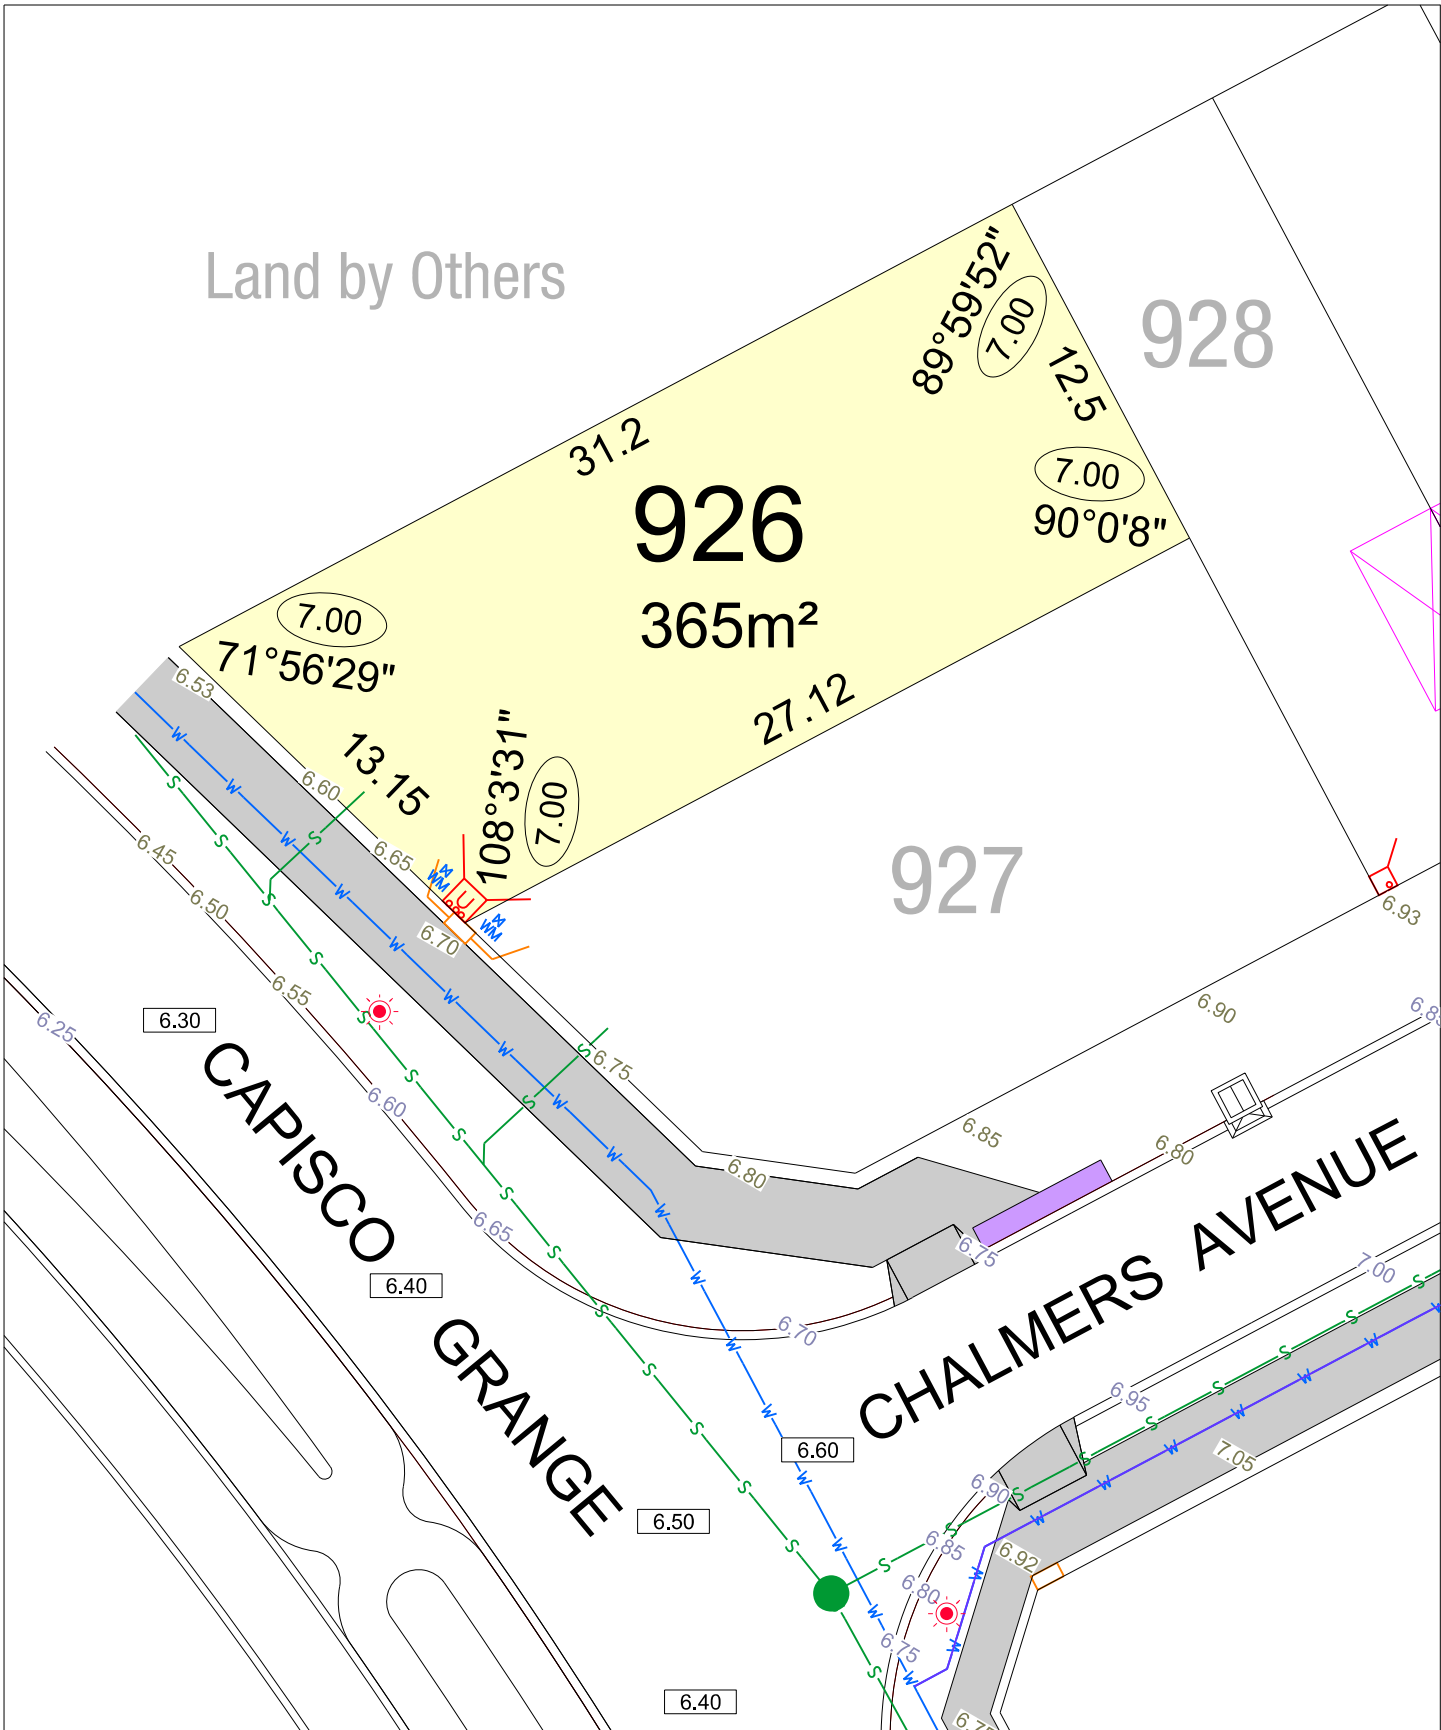 Land by Others
928
89°59'52"
7.00
12.5
31.2
7.00
90°0'8"
926
365m²
7.00
71°56'29"
6.53
27.12
13.15
108°3'31"
7.00
W
S
6.60
W
S
6.65
W
S
S
927
6.45
WM
U
W
S
6.93
6.50
6.70
WM
W
S
6.55
W
6.90
6.30
S
6.25
CAPISCO GRANGE
W
S
6.75
6.60
S
W
S
6.85
6.80
W
S
6.80
W
6.65
S
6.75
CHALMERS AVENUE
7.00
W
6.40
S
6.70
W
S
S
S
W
S
W
S
6.95
W
W
S
S
W
7.05
6.60
W
S
S
W
6.90
S
W
6.50
W
S
6.85
S
S
6.92
W
6.80
W
6.75
W
S
W
6.40